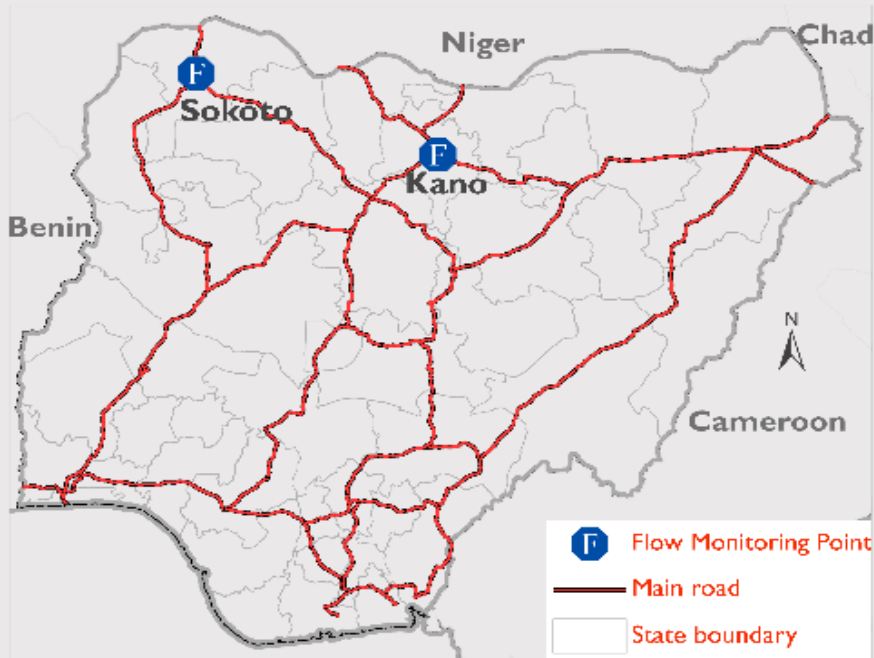 Niger
Chad
F
Sokoto
F
Kano
Benin
N
Cameroon
F Flow Monitoring Point
Main road
State boundary